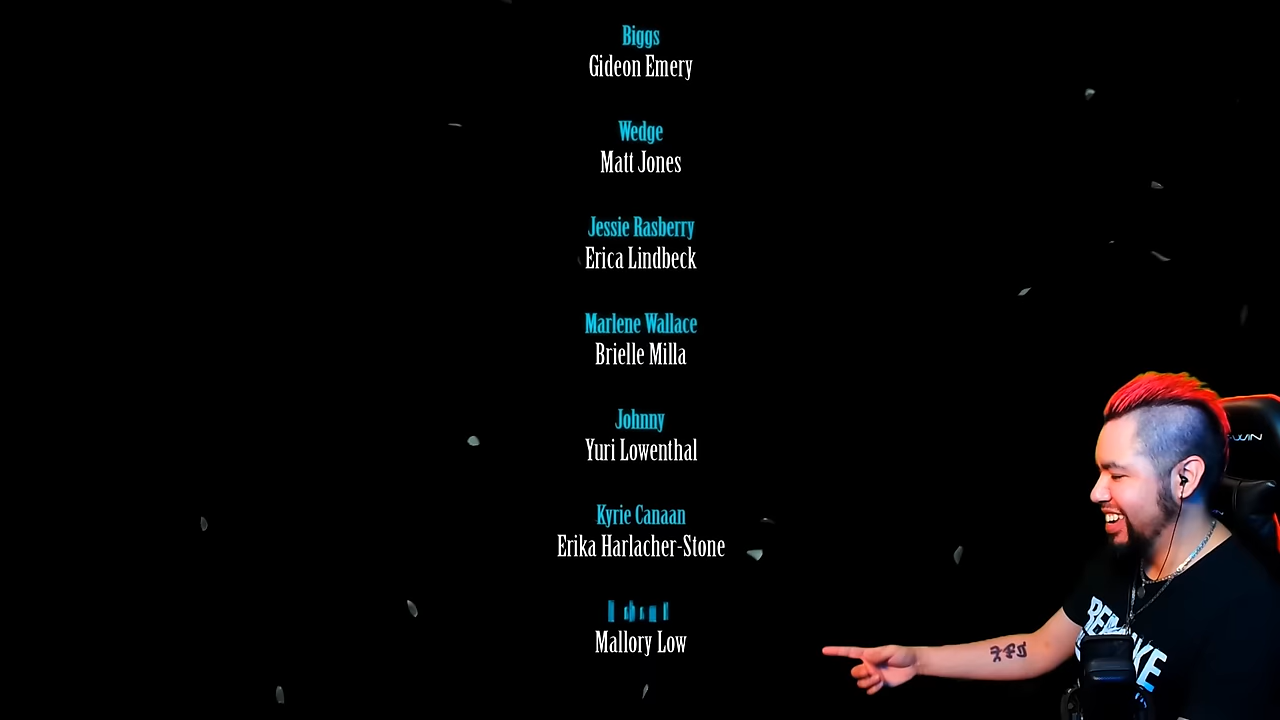 Biggs
Gideon Emery
Wedge
Matt Jones
Jessie Rasberry
Erica Lindbeck
Marlene Wallace
Brielle Milla
Johnny
Yuri Lowenthal
Kyrie Canaan
Erika Harlacher-Stone
Mallory Low